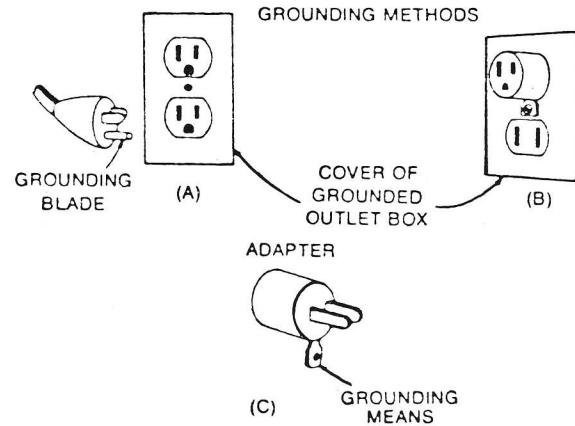 GROUNDING METHODS
GROUNDING
BLADE
(A)
COVER OF
GROUNDED
OUTLET BOX
(B)
ADAPTER
(C)
GROUNDING
MEANS